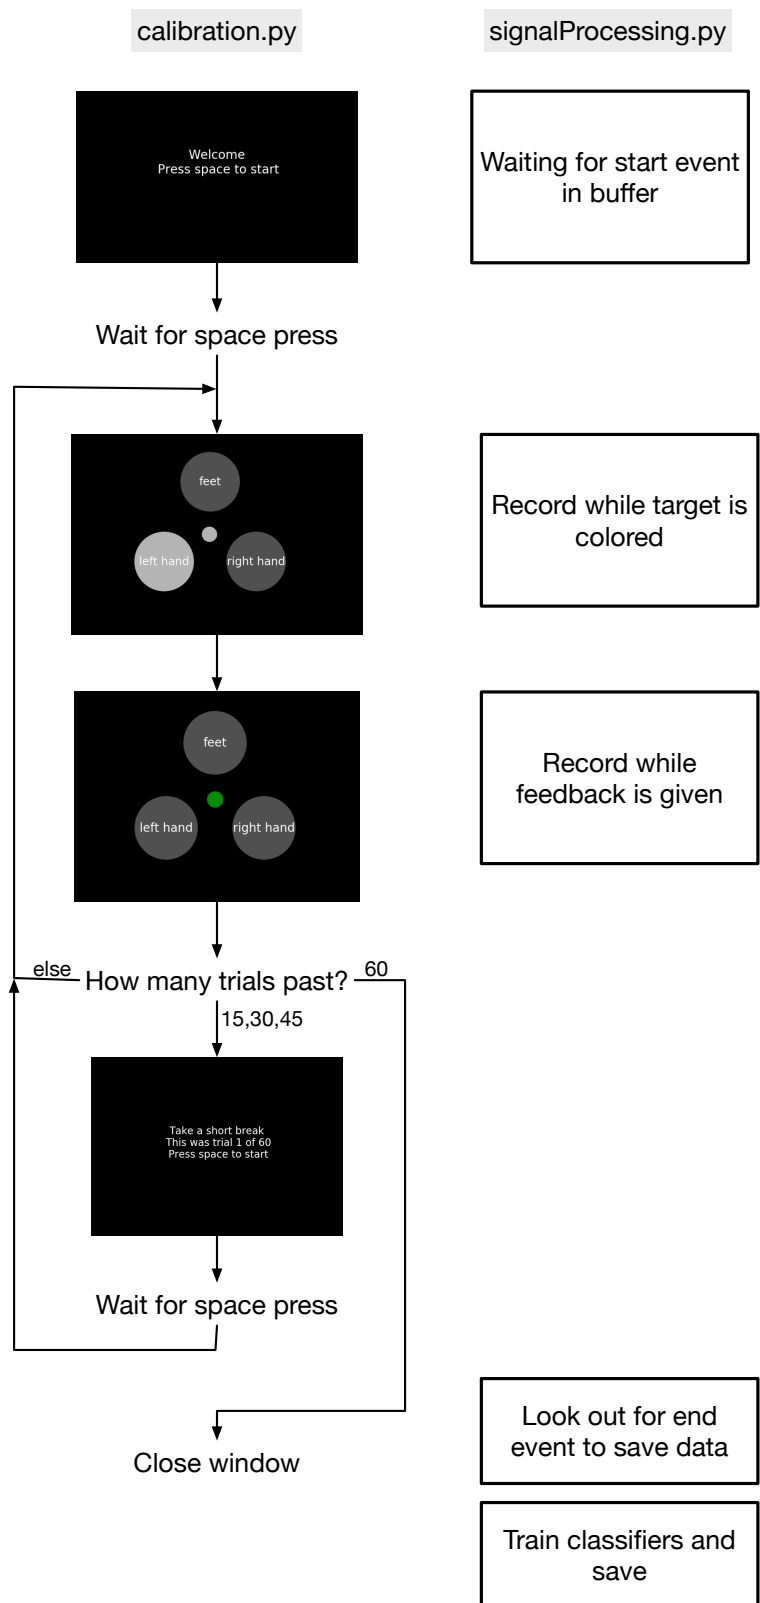 calibration.py
signalProcessing.py
Welcome
Press space to start
Waiting for start event
in buffer
Wait for space press
feet
left hand
right hand
Record while target is
colored
feet
left hand
right hand
Record while
feedback is given
else
How many trials past?
60
15,30,45
Take a short break
This was trial 1 of 60
Press space to start
Wait for space press
Look out for end
event to save data
Close window
Train classifiers and
save